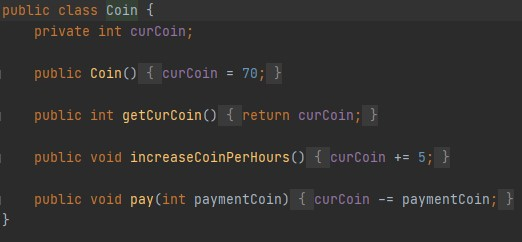 public class Coin {
private int curCoin;
public Coin() { curCoin = 70; }
public int getCurCoin() { return curCoin; }
public void increaseCoinPerHours() { curCoin += 5; }
public void pay(int paymentCoin) { curCoin -= paymentCoin; }
}